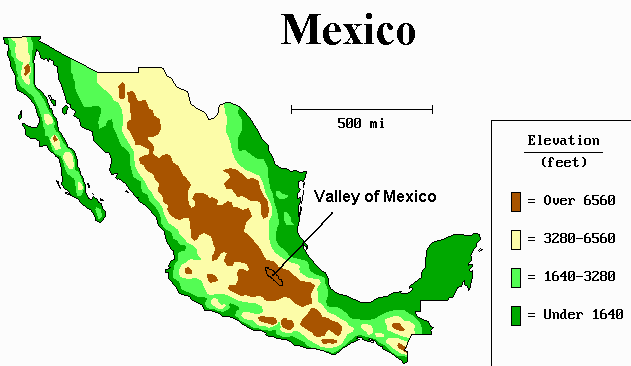 Mexico
500 mi
Valley of Mexico
Elevation
(feet)
= Over 6560
= 3280-6560
= 1640-3280
= Under 1640